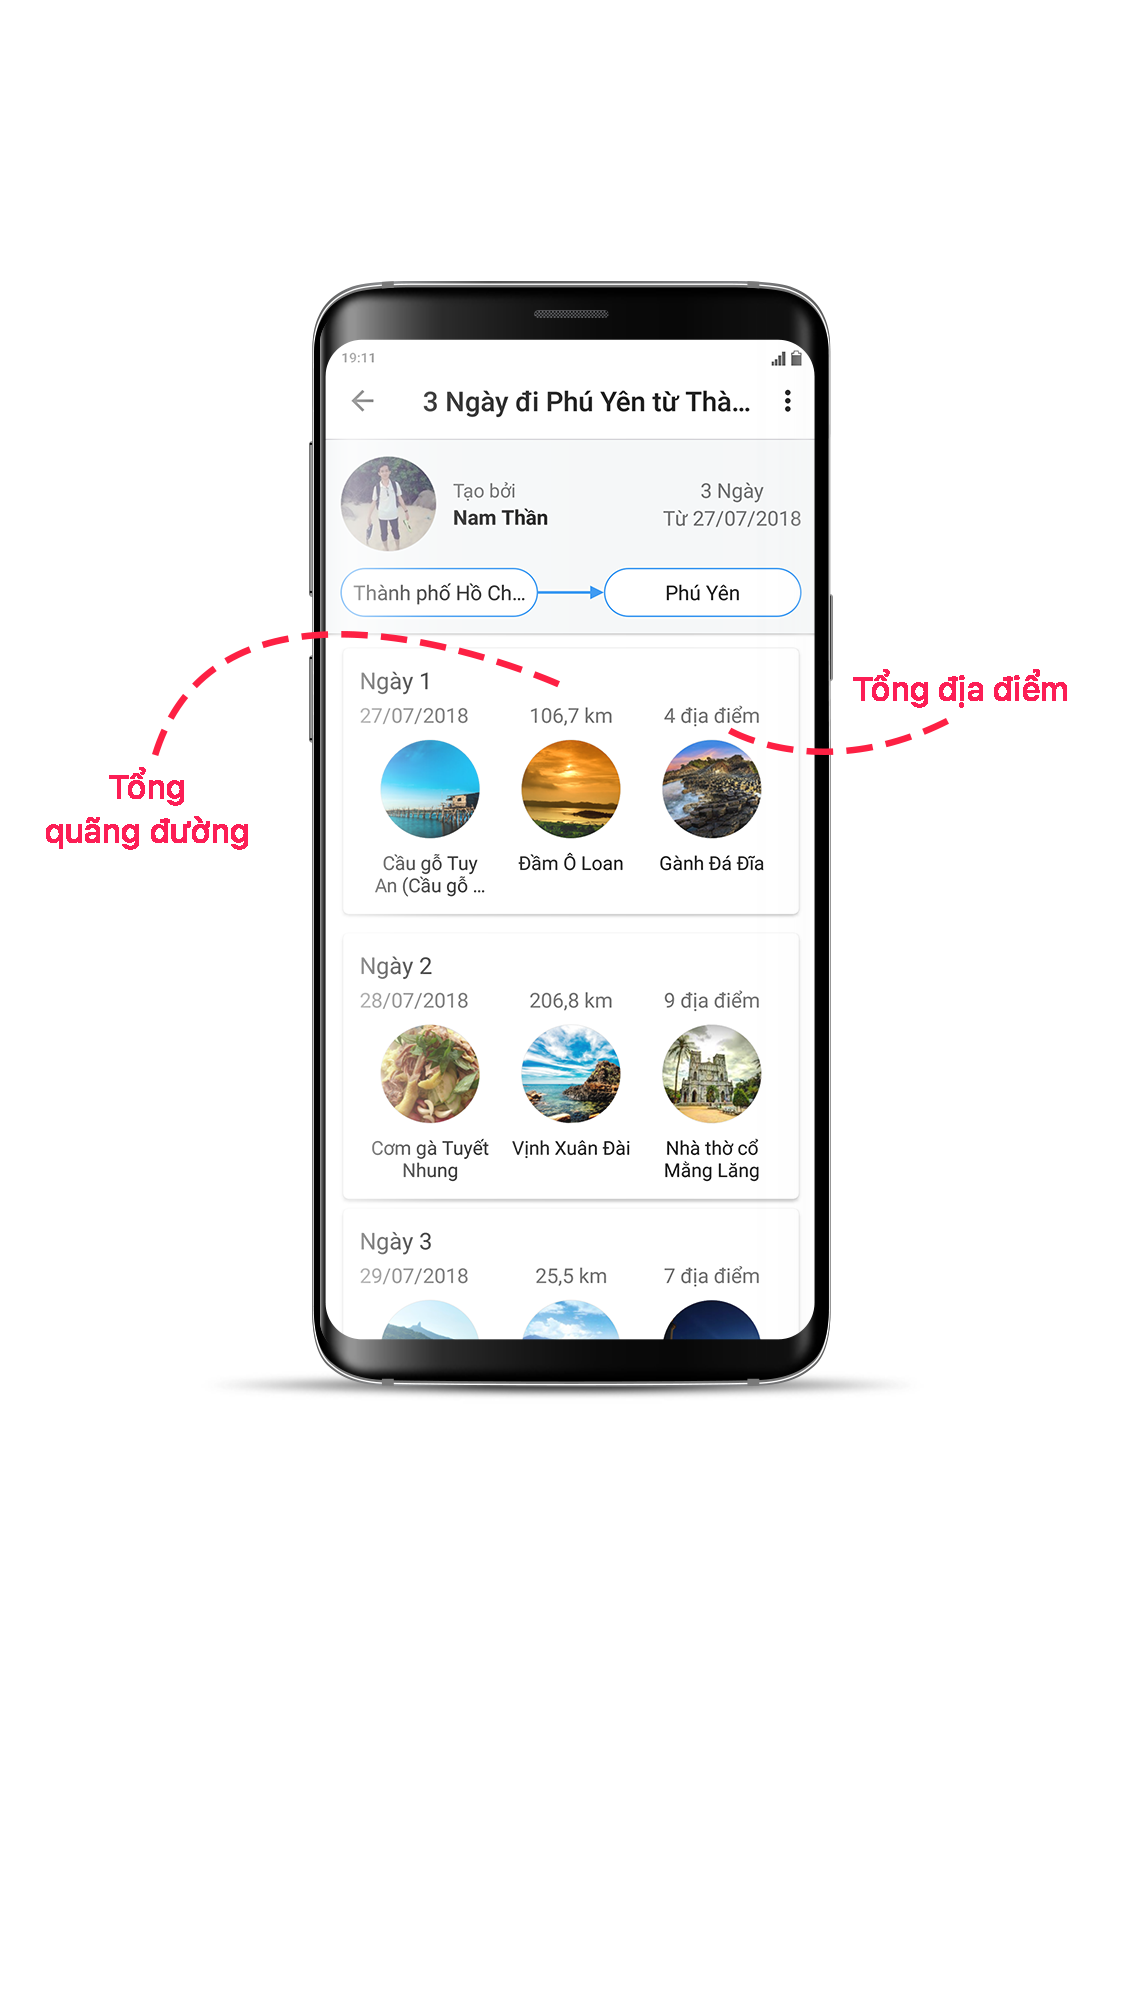 19:11
3 Ngày đi Phú Yên từ Thà...
Tạo bởi
Nam Thần
3 Ngày
Từ 27/07/2018
Thành phố Hồ Ch...
Phú Yên
Ngày 1
27/07/2018
106,7 km
4 địa điểm
Tổng địa điểm
Tổng
quãng đường
Cầu gỗ Tuy
An (Cầu gỗ ...
Đầm Ô Loan
Gành Đá Đĩa
Ngày 2
28/07/2018
206,8 km
9 địa điểm
Cơm gà Tuyết
Nhung
Vịnh Xuân Đài
Nhà thờ cổ
Mằng Lăng
Ngày 3
29/07/2018
25,5 km
7 địa điểm